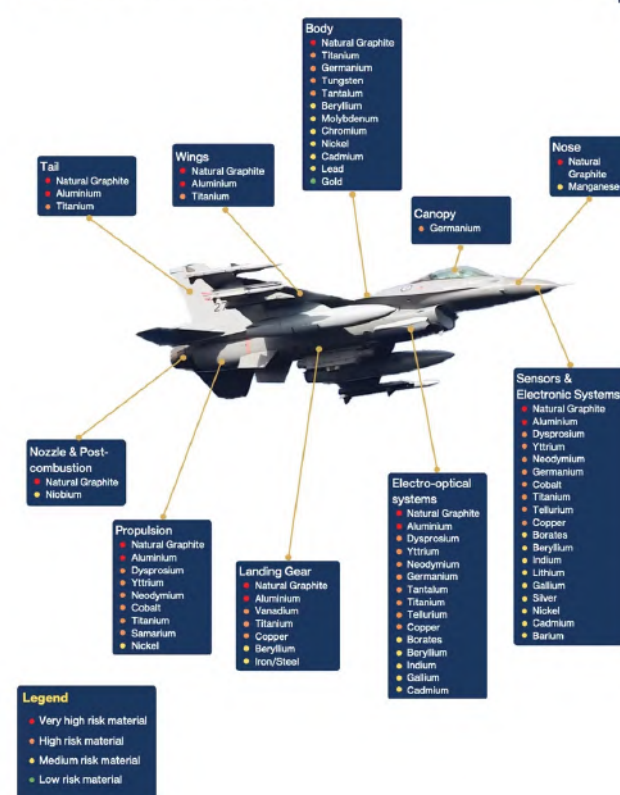 Body
Natural Graphite
Titanium
Germanium
Tungsten
Tantalum
Beryllium
Molybdenum
Chromium
Nickel
Cadmium
Lead
Gold
Tail
Natural Graphite
Aluminium
Titanium
Wings
Natural Graphite
Aluminium
Titanium
Nose
Natural
Graphite
Manganese
Canopy
Germanium
Sensors &
Electronic Systems
Natural Graphite
Aluminium
Dysprosium
Yttrium
Neodymium
Germanium
Cobalt
Titanium
Tellurium
Copper
Borates
Beryllium
Indium
Lithium
Gallium
Silver
Nickel
Cadmium
Barium
Nozzle & Post-
combustion
Natural Graphite
Niobium
Propulsion
Natural Graphite
Aluminium
Dysprosium
Yttrium
Neodymium
Cobalt
Titanium
Samarium
Nickel
Landing Gear
Natural Graphite
Aluminium
Vanadium
Titanium
Copper
Beryllium
Iron/Steel
Electro-optical
systems
Natural Graphite
Aluminium
Dysprosium
Yttrium
Neodymium
Germanium
Tantalum
Titanium
Tellurium
Copper
Borates
Beryllium
Indium
Gallium
Cadmium
Legend
Very high risk material
High risk material
Medium risk material
Low risk material